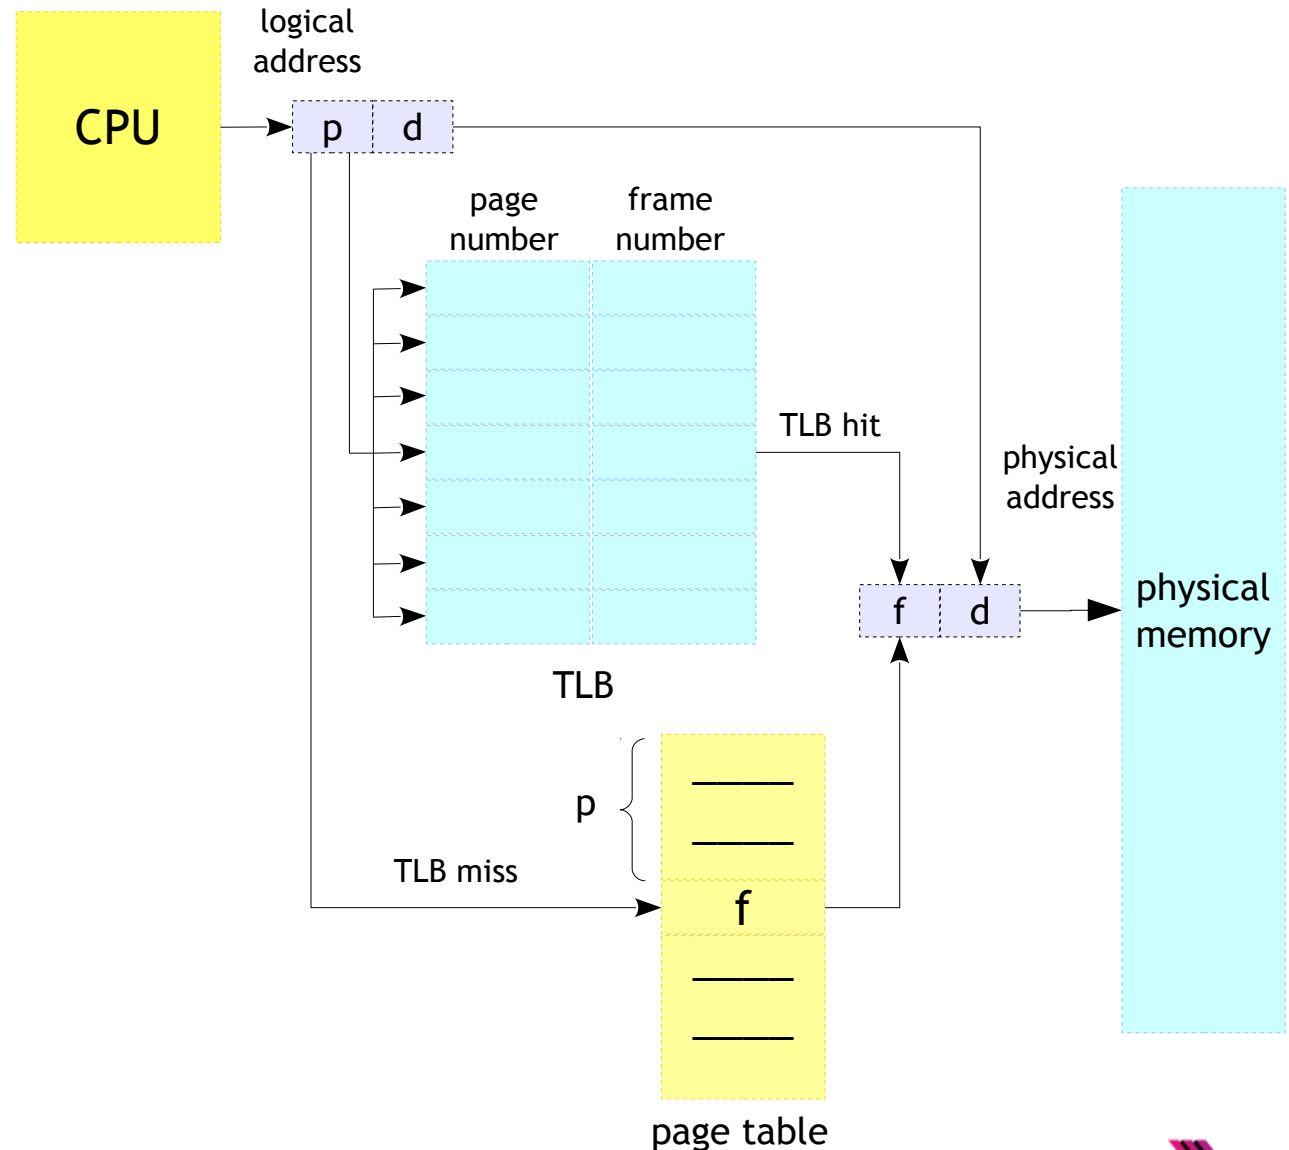 logical
address
CPU
p
d
page
number
frame
number
TLB hit
physical
address
f
d
physical
memory
TLB
p
TLB miss
f
page table